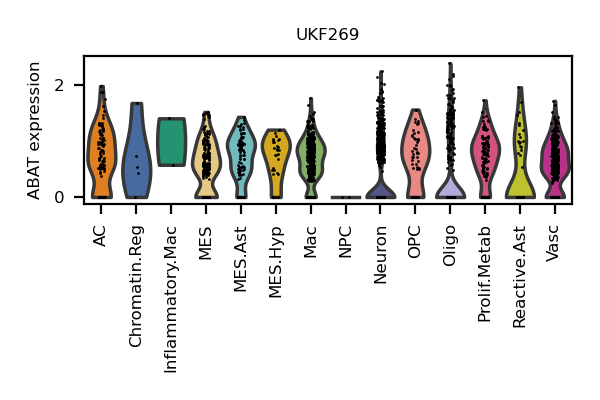 UKF269
ABAT expression
2
0
AC
Chromatin.Reg
Inflammatory.Mac
MES
MES.Ast
MES.Hyp
Mac
NPC
Neuron
OPC
Oligo
Prolif.Metab
Reactive.Ast
Vasc